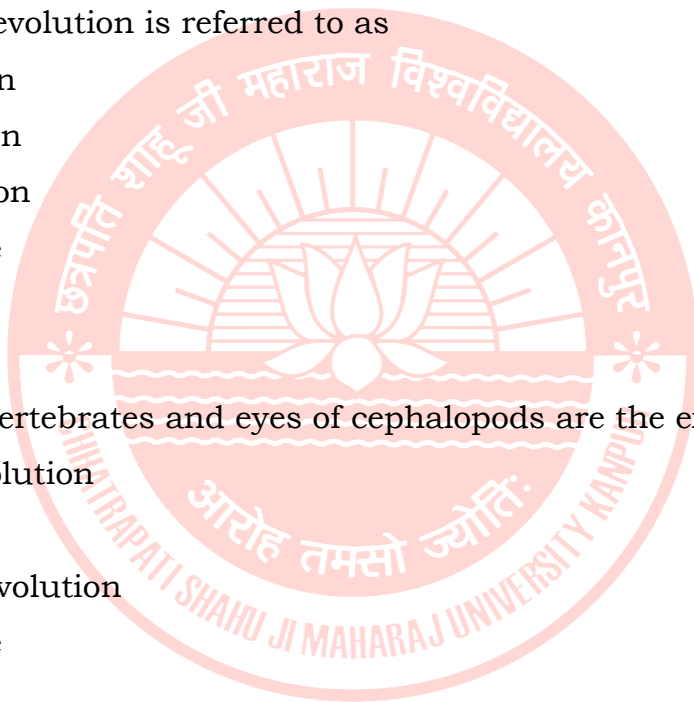 evolution is referred to as
n
n
on
e
ertebrates and eyes of cephalopods are the e
olution
volution
e
छत्रपति शाहू जी महाराज विश्वविद्यालय कानपुर
आरोह तमसो ज्योतिः
CHHATRAPATI SHAHU JI MAHARAJ UNIVERSITY KANPUR